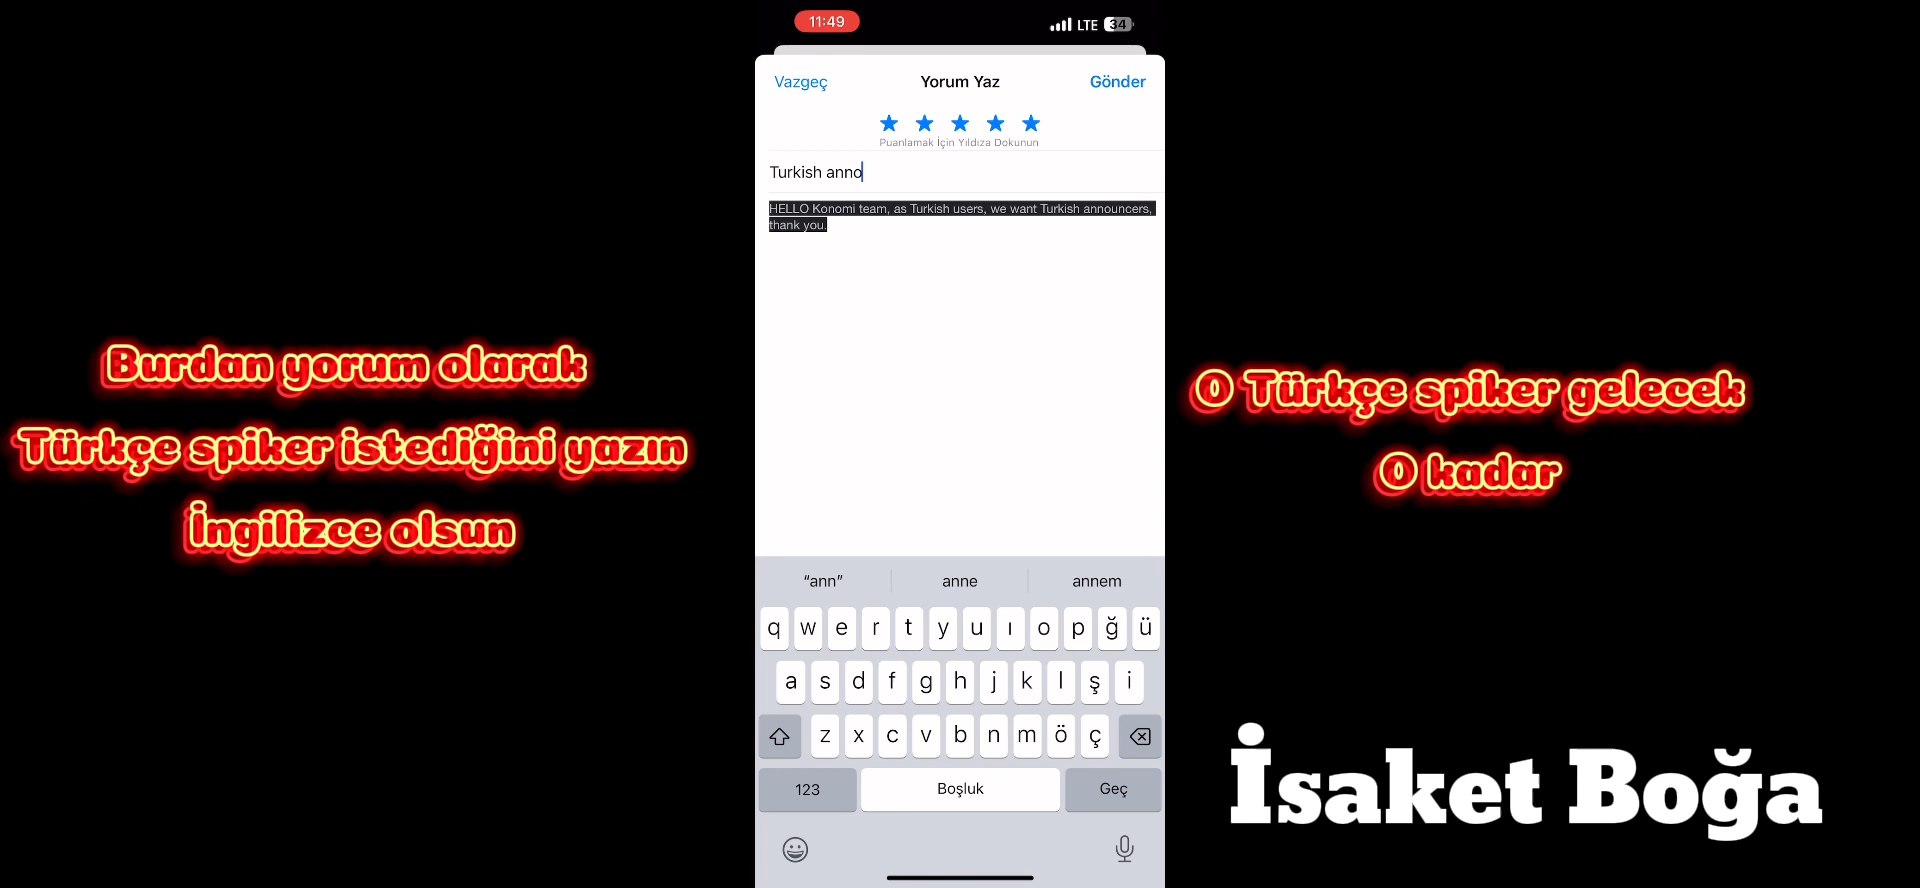 11:49
LTE 34
Vazgeç Yorum Yaz Gönder
Puanlamak İçin Yıldıza Dokunun
Turkish anno
HELLO Konomi team, as Turkish users, we want Turkish announcers,
thank you.
Burdan yorum olarak
Türkçe spiker istediğini yazın
İngilizce olsun
O Türkçe spiker gelecek
O kadar
“ann” anne annem
q w e r t y u ı o p ğ ü
a s d f g h j k l ş i
z x c v b n m ö ç
123 Boşluk Geç
İsaket Boğa